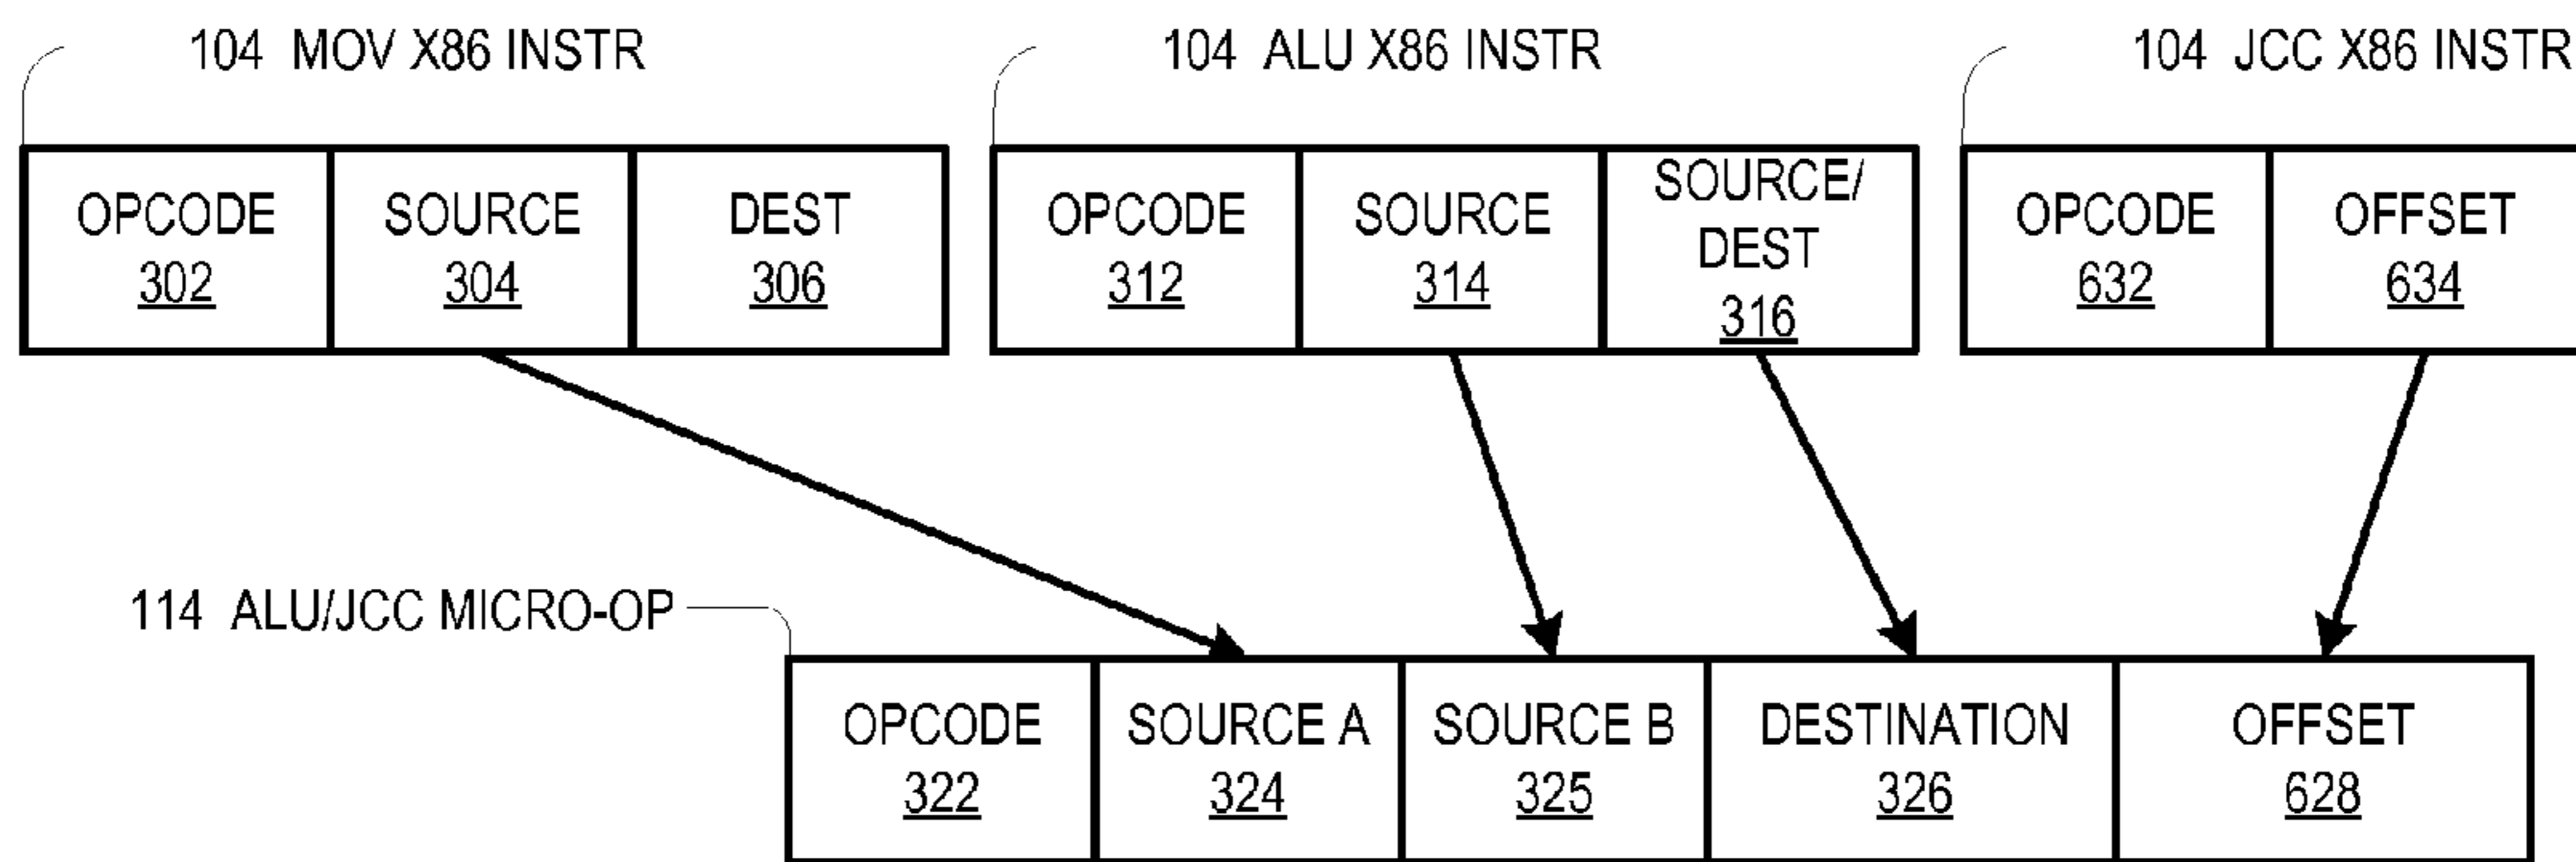 104 MOV X86 INSTR
104 ALU X86 INSTR
104 JCC X86 INSTR
OPCODE
302
SOURCE
304
DEST
306
OPCODE
312
SOURCE
314
SOURCE/
DEST
316
OPCODE
632
OFFSET
634
114 ALU/JCC MICRO-OP
OPCODE
322
SOURCE A
324
SOURCE B
325
DESTINATION
326
OFFSET
628